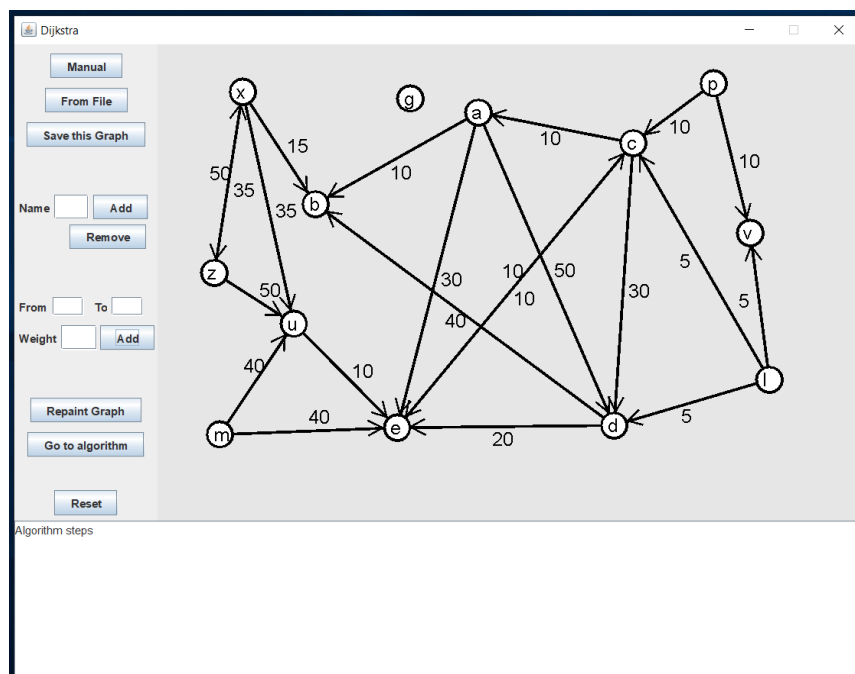 Dijkstra
Manual
From File
Save this Graph
Name
Add
Remove
From
To
Weight
Add
Repaint Graph
Go to algorithm
Reset
x
g
a
p
c
b
v
z
u
l
m
e
d
15
50
35
35
10
10
10
10
50
30
10
10
50
30
5
5
40
40
10
40
20
5
Algorithm steps